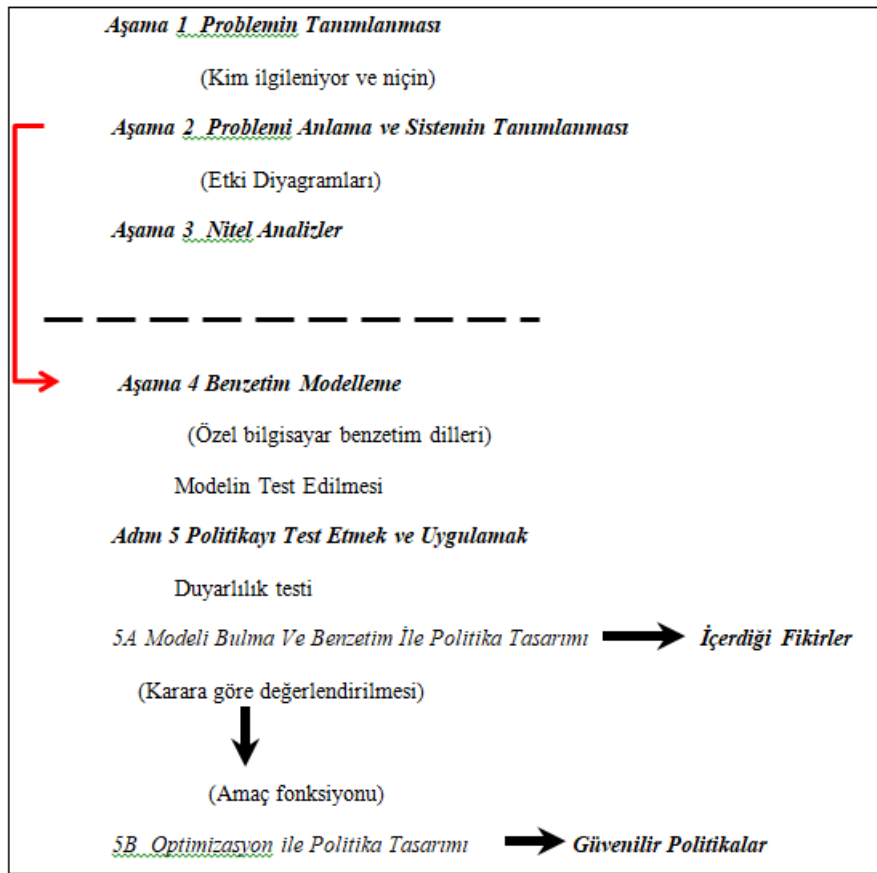 Aşama 1 Problemin Tanımlanması
(Kim ilgileniyor ve niçin)
Aşama 2 Problemi Anlama ve Sistemin Tanımlanması
(Etki Diyagramları)
Aşama 3 Nitel Analizler
Aşama 4 Benzetim Modelleme
(Özel bilgisayar benzetim dilleri)
Modelin Test Edilmesi
Adım 5 Politikayı Test Etmek ve Uygulamak
Duyarlılık testi
5A Modeli Bulma Ve Benzetim İle Politika Tasarımı İçerdiği Fikirler
(Karara göre değerlendirilmesi)
(Amaç fonksiyonu)
5B Optimizasyon ile Politika Tasarımı Güvenilir Politikalar